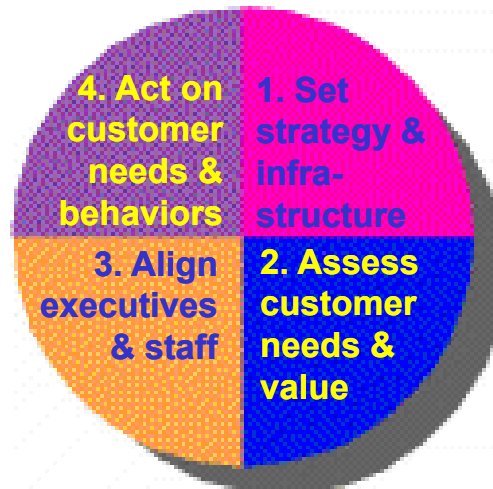 4. Act on
customer
needs &
behaviors
1. Set
strategy &
infra-
structure
3. Align
executives
& staff
2. Assess
customer
needs &
value